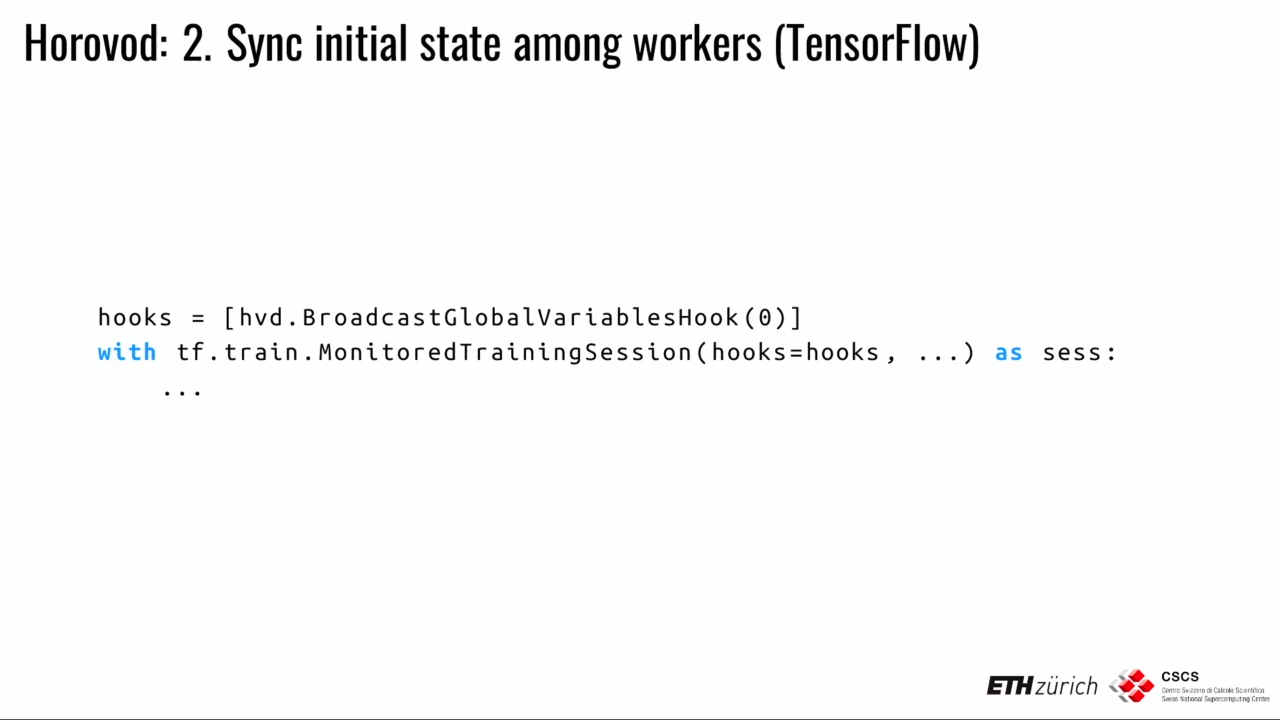 Horovod: 2. Sync initial state among workers (TensorFlow)
hooks = [hvd.BroadcastGlobalVariablesHook(0)]
with tf.train.MonitoredTrainingSession(hooks=hooks, ...) as sess:
    ...
ETH zürich
CSCS
Centro Svizzero di Calcolo Scientifico
Swiss National Supercomputing Centre